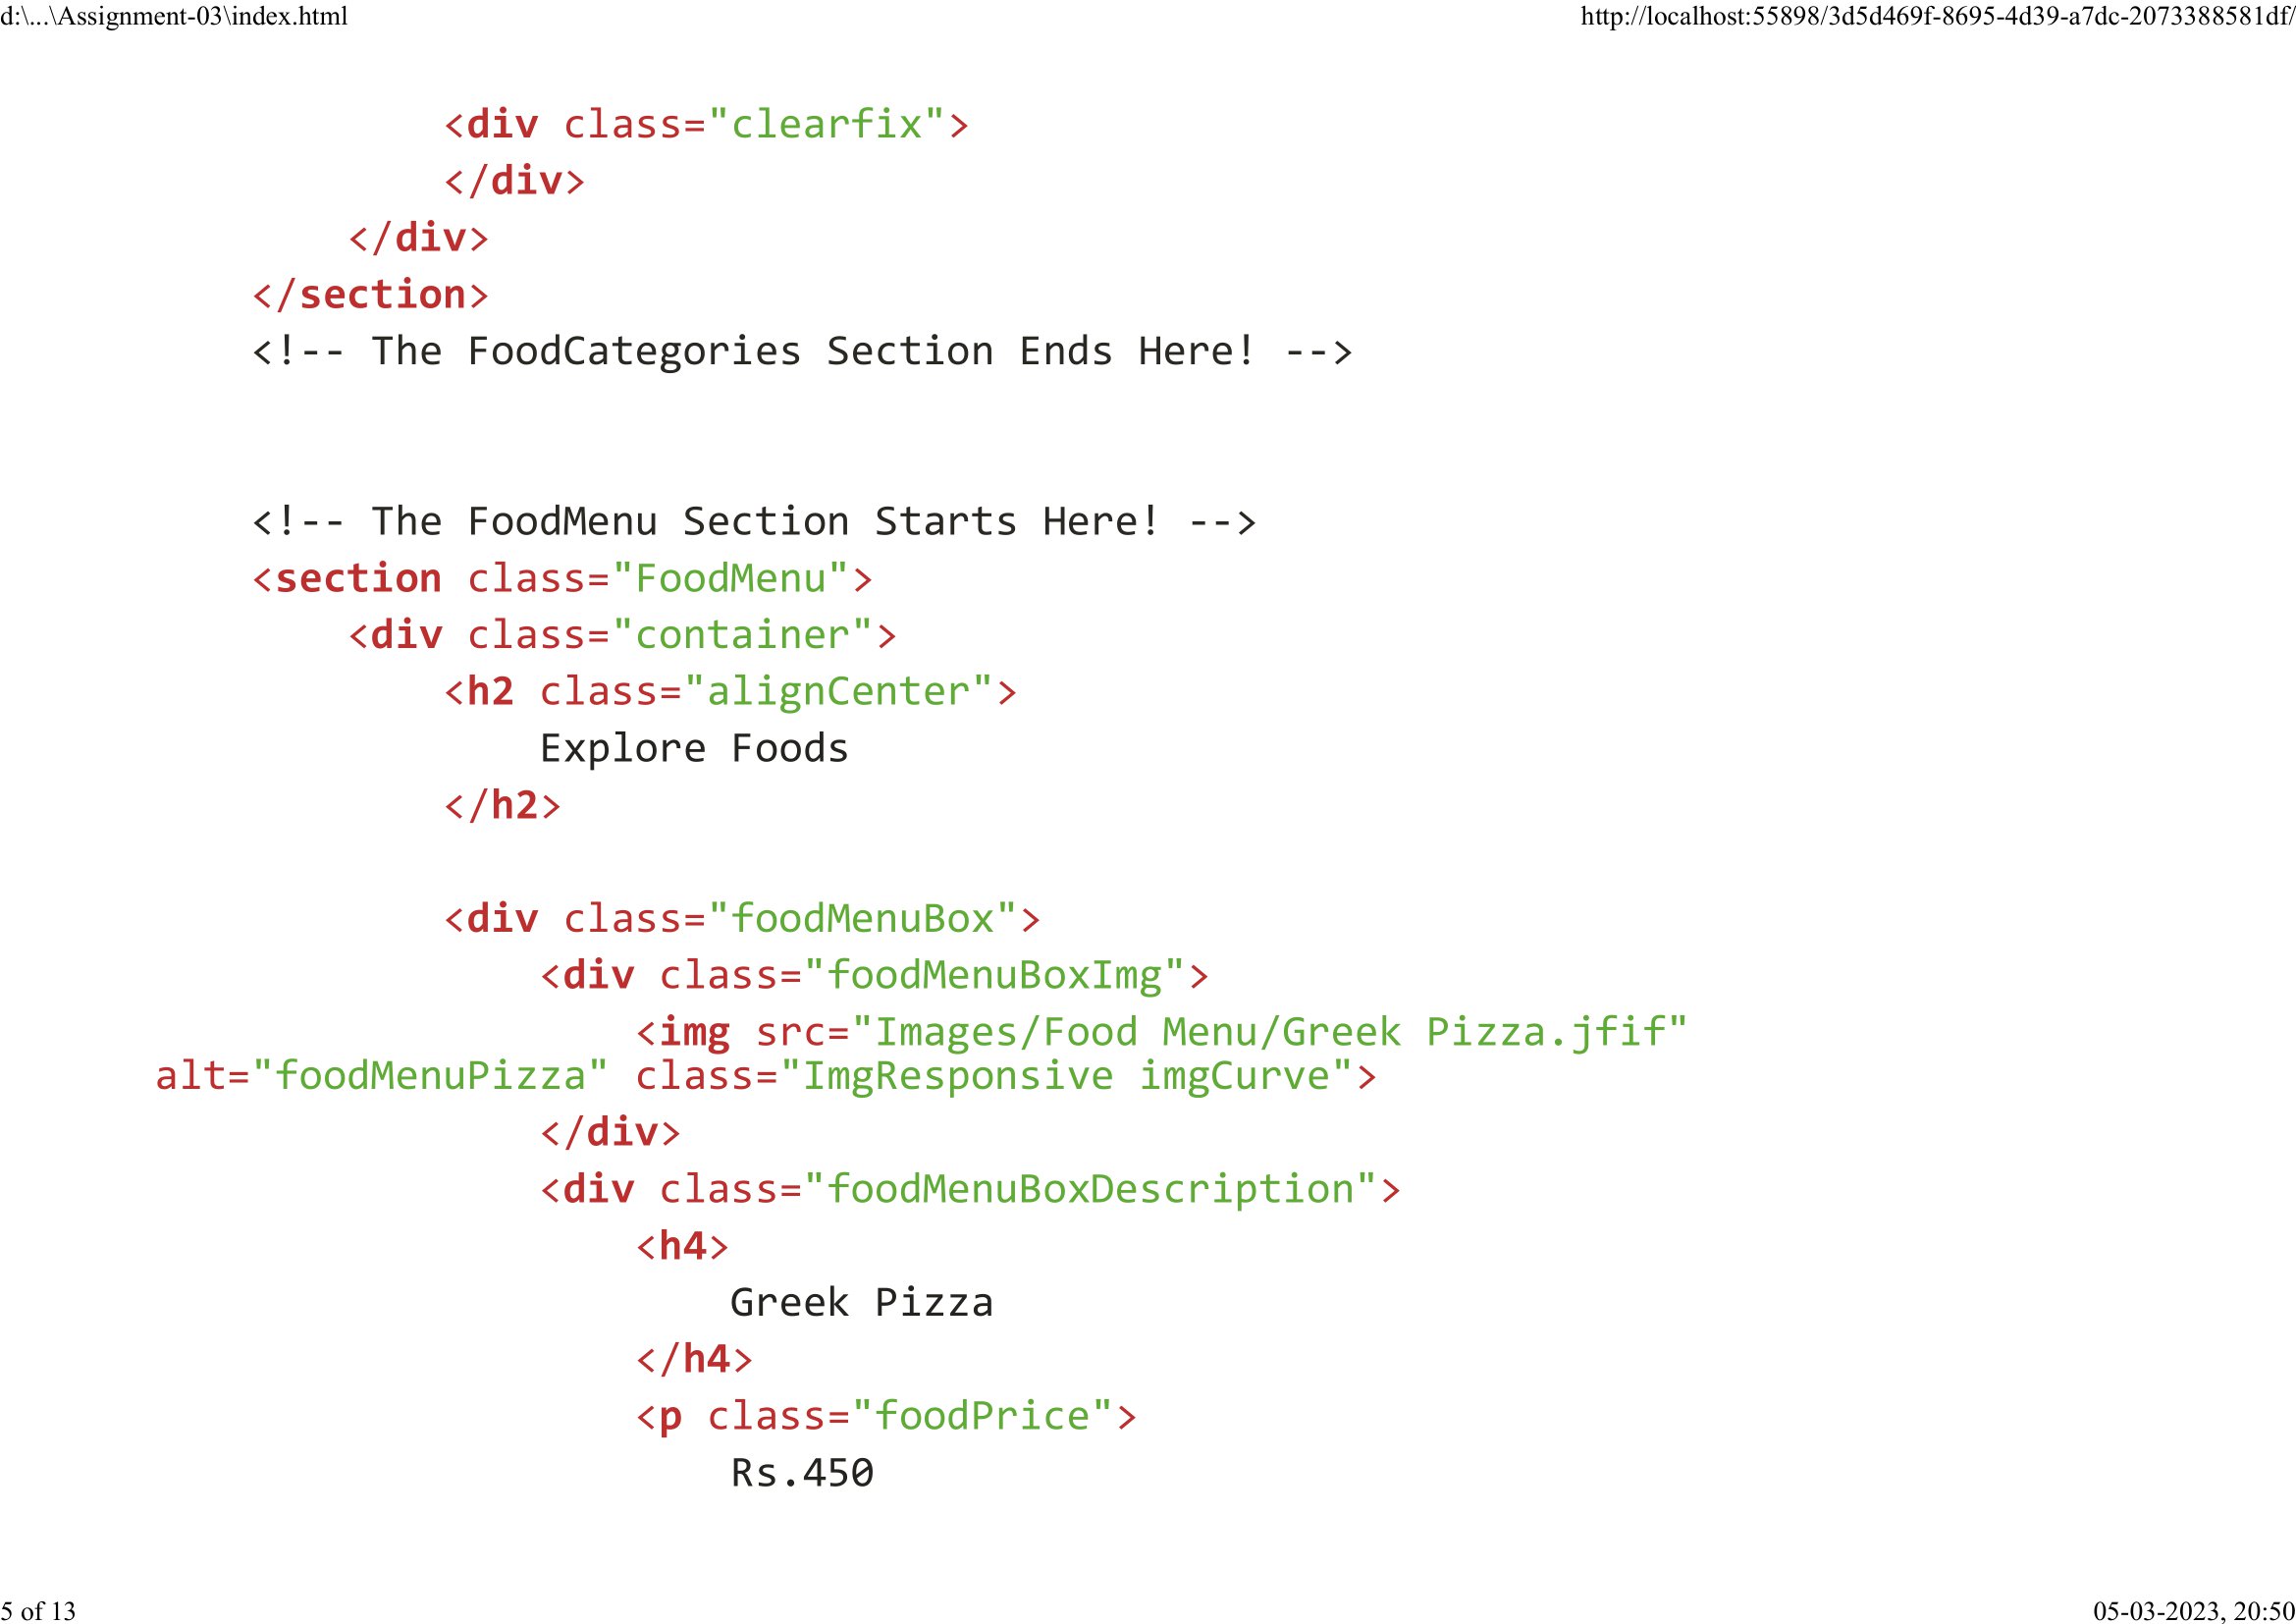 d:\...\Assignment-03\index.html
http://localhost:55898/3d5d469f-8695-4d39-a7dc-2073388581df/
<div class="clearfix">
</div>
</div>
</section>
<!-- The FoodCategories Section Ends Here! -->
<!-- The FoodMenu Section Starts Here! -->
<section class="FoodMenu">
<div class="container">
<h2 class="alignCenter">
Explore Foods
</h2>
<div class="foodMenuBox">
<div class="foodMenuBoxImg">
<img src="Images/Food Menu/Greek Pizza.jfif"
alt="foodMenuPizza" class="ImgResponsive imgCurve">
</div>
<div class="foodMenuBoxDescription">
<h4>
Greek Pizza
</h4>
<p class="foodPrice">
Rs.450
5 of 13
05-03-2023, 20:50